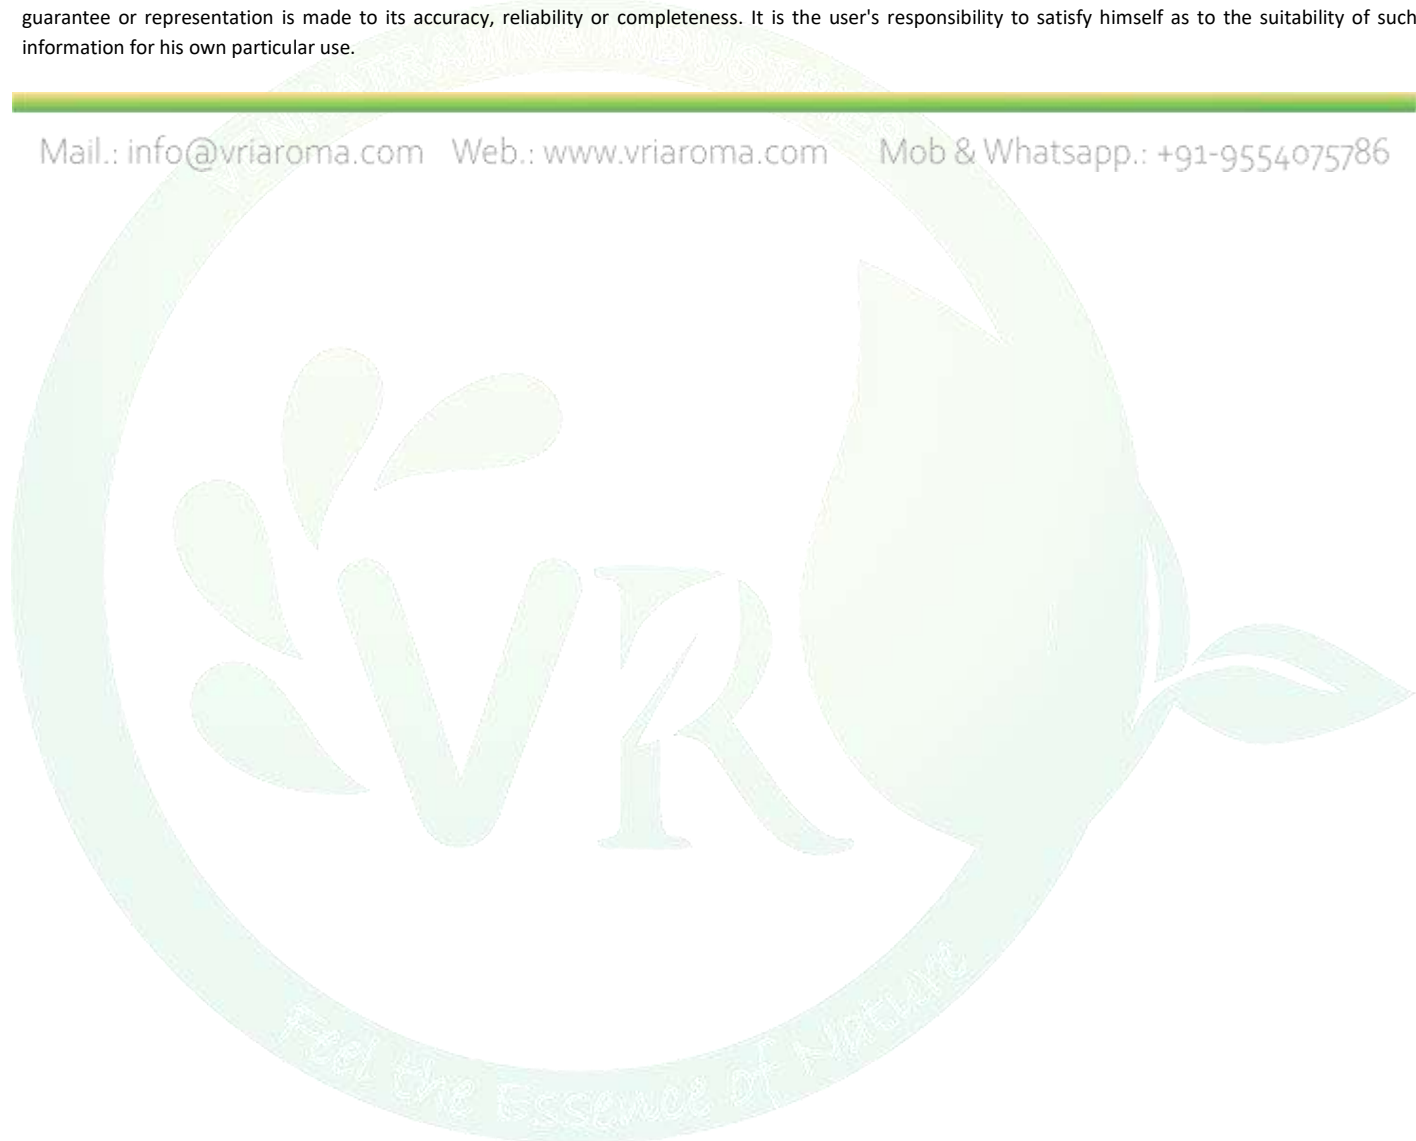 guarantee or representation is made to its accuracy, reliability or completeness. It is the user's responsibility to satisfy himself as to the suitability of such
information for his own particular use.
Mail.: info@vriaroma.com Web.: www.vriaroma.com Mob & Whatsapp.: +91-9554075786
VR
Feel the Essence of Nature